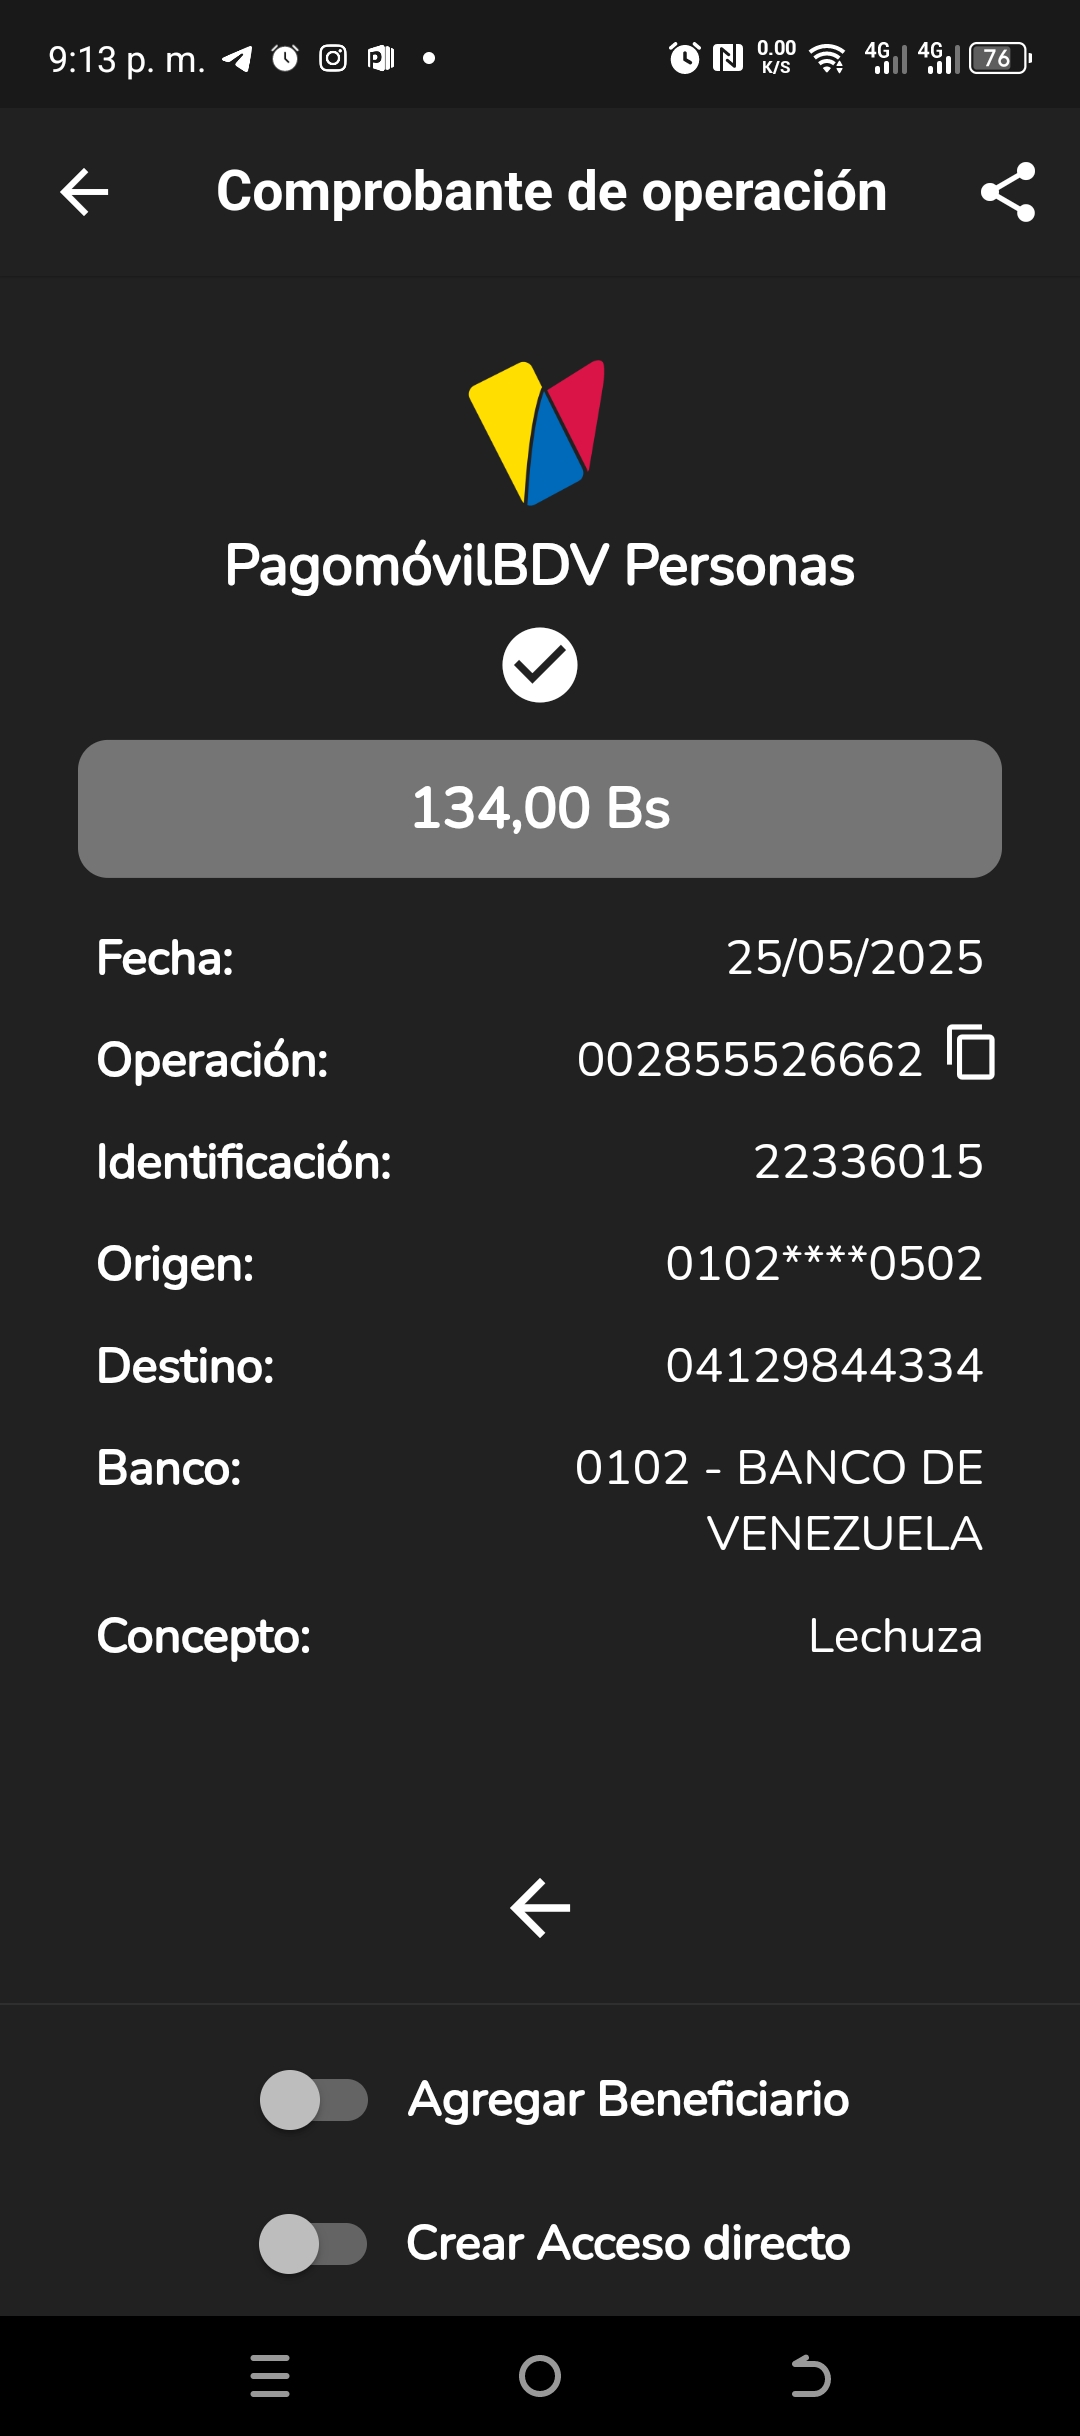 9:13 p. m.
0.00
K/S
4G
4G
76
Comprobante de operación
PagomóvilBDV Personas
134,00 Bs
Fecha: 25/05/2025
Operación: 002855526662
Identificación: 22336015
Origen: 0102****0502
Destino: 04129844334
Banco: 0102 - BANCO DE
VENEZUELA
Concepto: Lechuza
Agregar Beneficiario
Crear Acceso directo